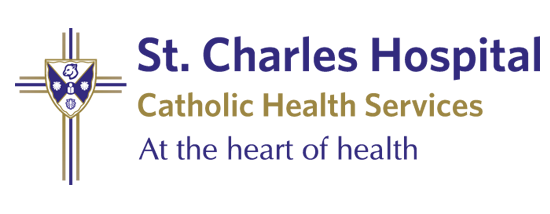 St. Charles Hospital
Catholic Health Services
At the heart of health